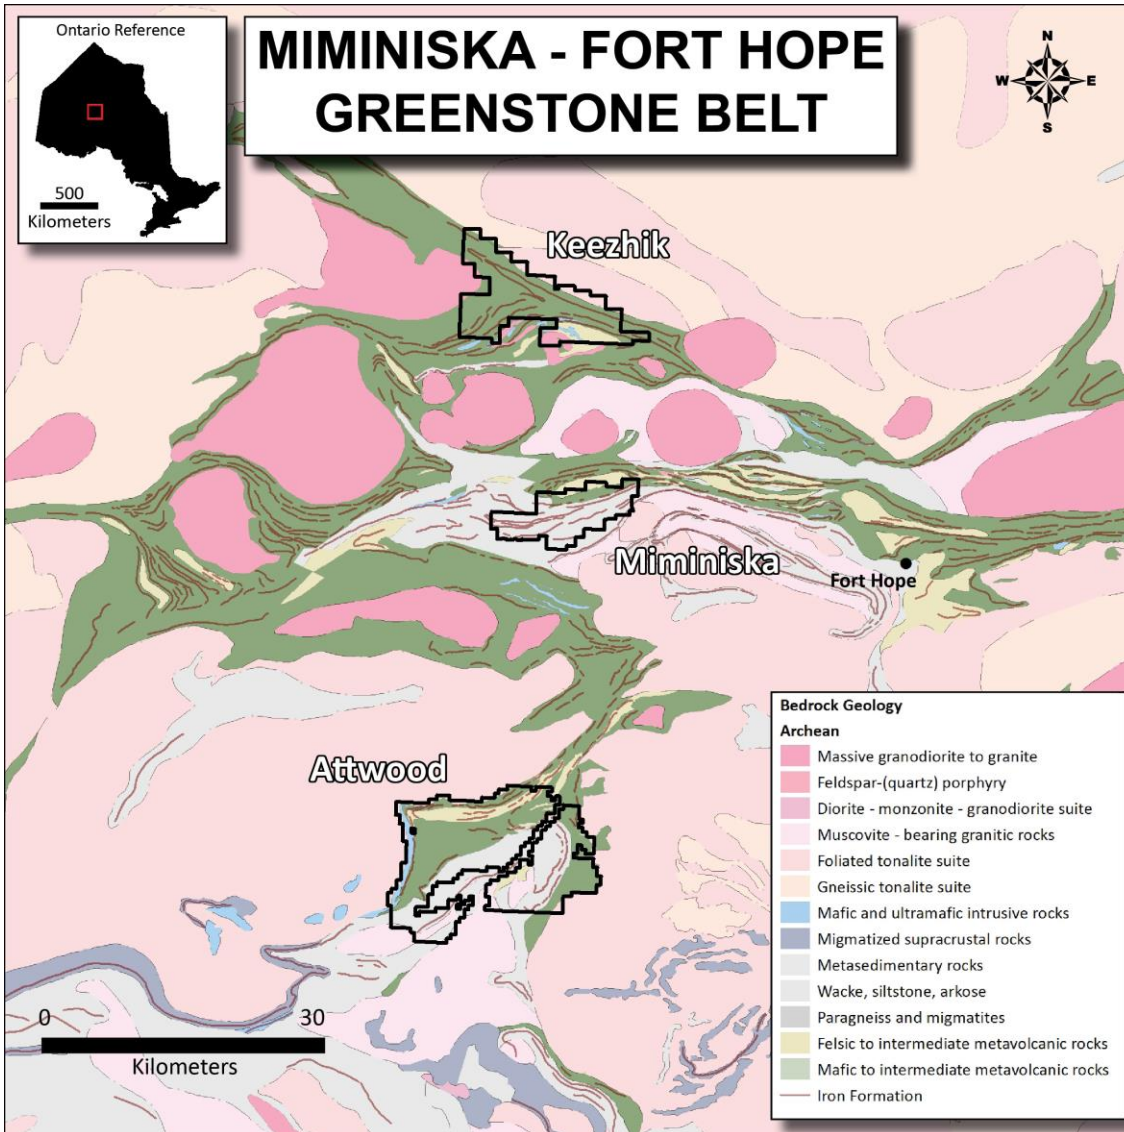 Ontario Reference
500
Kilometers
MIMINISKA - FORT HOPE
GREENSTONE BELT
N
W E
S
Keezhik
Miminiska
Fort Hope
Attwood
0 30
Kilometers
Bedrock Geology
Archean
Massive granodiorite to granite
Feldspar-(quartz) porphyry
Diorite - monzonite - granodiorite suite
Muscovite - bearing granitic rocks
Foliated tonalite suite
Gneissic tonalite suite
Mafic and ultramafic intrusive rocks
Migmatized supracrustal rocks
Metasedimentary rocks
Wacke, siltstone, arkose
Paragneiss and migmatites
Felsic to intermediate metavolcanic rocks
Mafic to intermediate metavolcanic rocks
Iron Formation